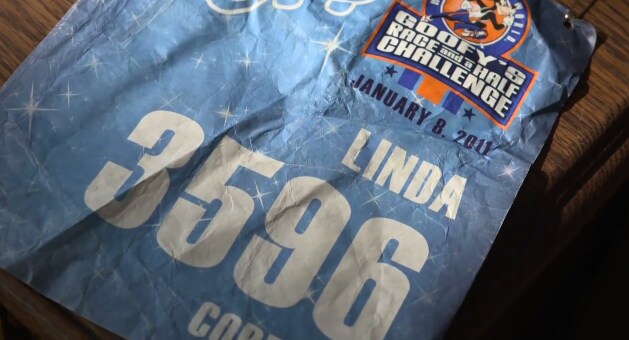 GOOFY'S
RACE and a HALF
CHALLENGE
JANUARY 8, 2011
LINDA
3596